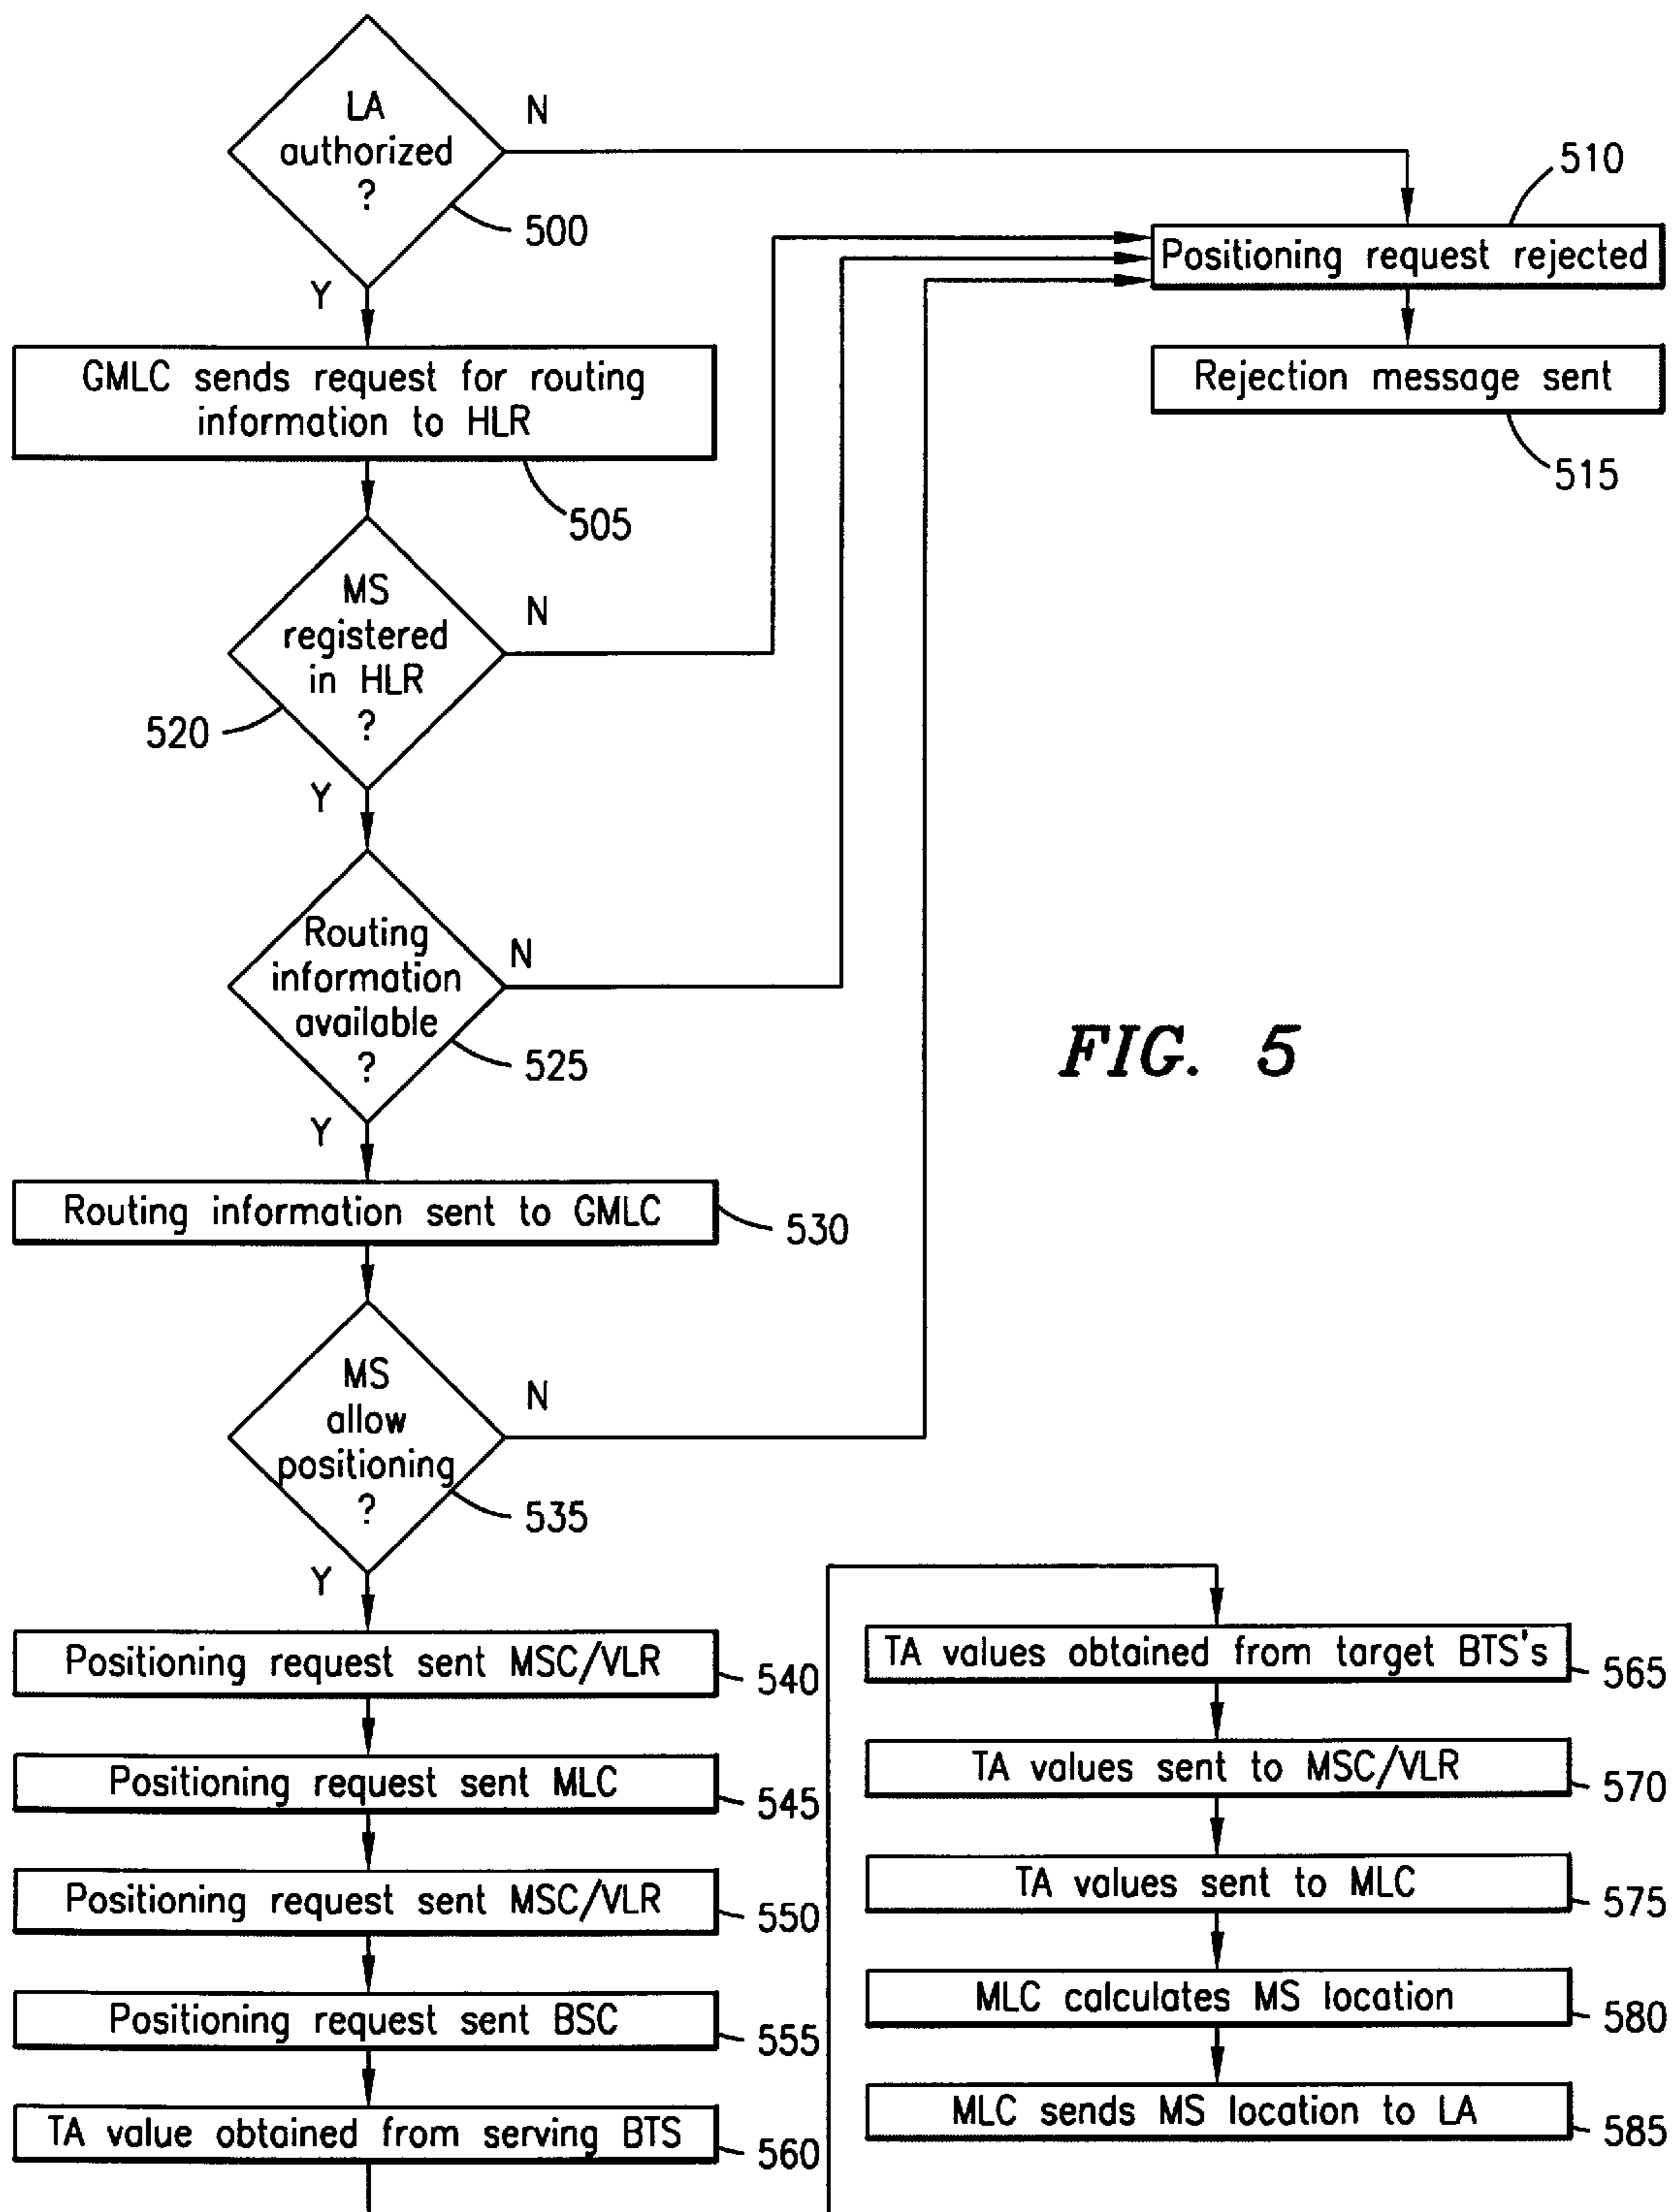 LA
authorized
?
N
500
Y
510
Positioning request rejected
Rejection message sent
515
GMLC sends request for routing
information to HLR
505
MS
registered
in HLR
?
N
520
Y
Routing
information
available
?
N
525
Y
FIG. 5
Routing information sent to GMLC
530
MS
allow
positioning
?
N
535
Y
Positioning request sent MSC/VLR
540
Positioning request sent MLC
545
Positioning request sent MSC/VLR
550
Positioning request sent BSC
555
TA value obtained from serving BTS
560
TA values obtained from target BTS's
565
TA values sent to MSC/VLR
570
TA values sent to MLC
575
MLC calculates MS location
580
MLC sends MS location to LA
585